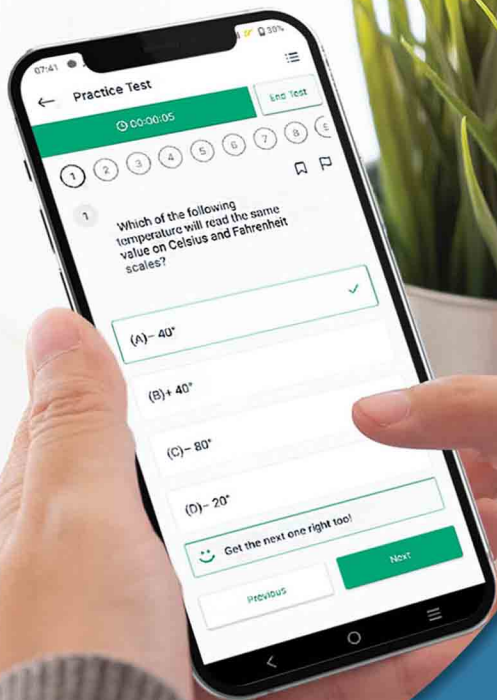 07:41 39%
Practice Test
00:00:05 End Test
1 2 3 4 5 6 7 8
1
Which of the following
temperature will read the same
value on Celsius and Fahrenheit
scales?
(A)– 40°
(B)+ 40°
(C)– 80°
(D)– 20°
Get the next one right too!
Previous Next